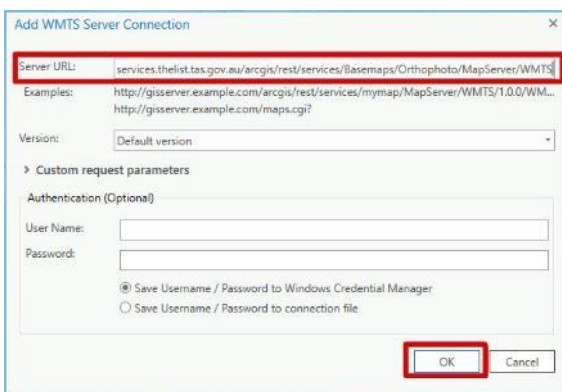 Add WMTS Server Connection
Server URL: services.thelist.tas.gov.au/arcgis/rest/services/Basemaps/Orthophoto/MapServer/WMTS
Examples: http://gisserver.example.com/arcgis/rest/services/mymap/MapServer/WMTS/1.0.0/WM...
http://gisserver.example.com/maps.cgi?
Version: Default version
Custom request parameters
Authentication (Optional)
User Name:
Password:
Save Username / Password to Windows Credential Manager
Save Username / Password to connection file
OK Cancel